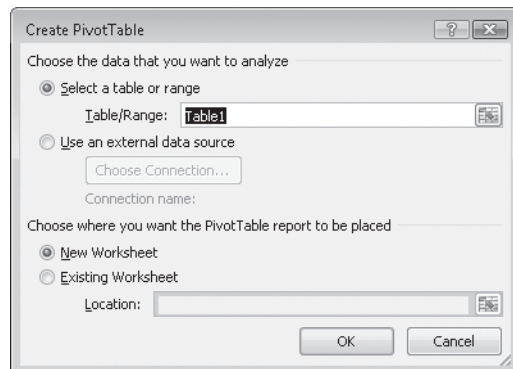 Create PivotTable
Choose the data that you want to analyze
Select a table or range
Table/Range: Table1
Use an external data source
Choose Connection...
Connection name:
Choose where you want the PivotTable report to be placed
New Worksheet
Existing Worksheet
Location:
OK Cancel